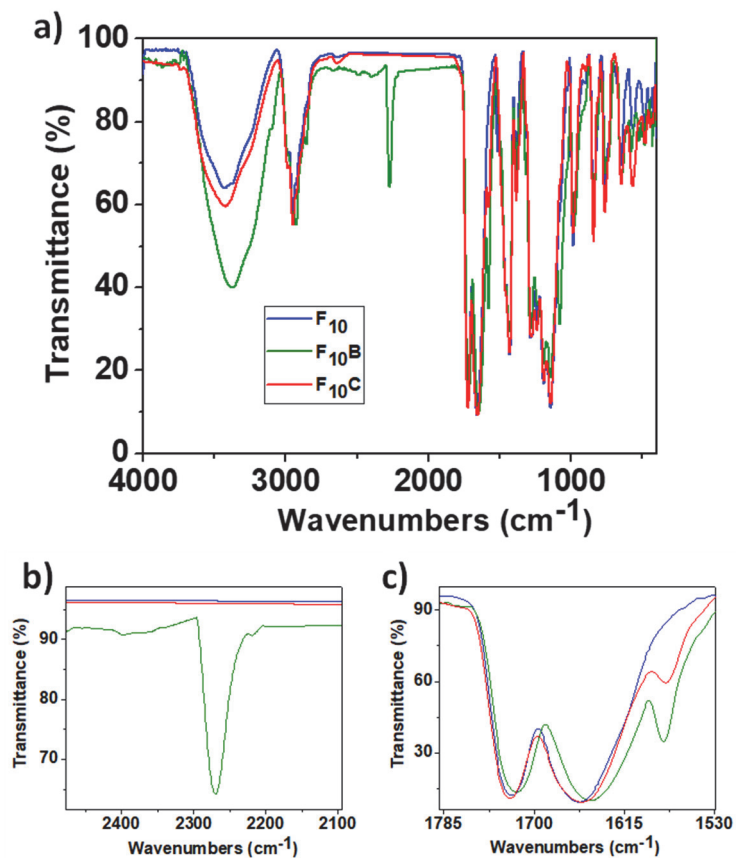 a)
100
80
60
40
20
0
Transmittance (%)
F10
F10B
F10C
4000 3000 2000 1000
Wavenumbers (cm-1)
b)
90
80
70
Transmittance (%)
2400 2300 2200 2100
Wavenumbers (cm-1)
c)
90
60
30
Transmittance (%)
1785 1700 1615 1530
Wavenumbers (cm-1)